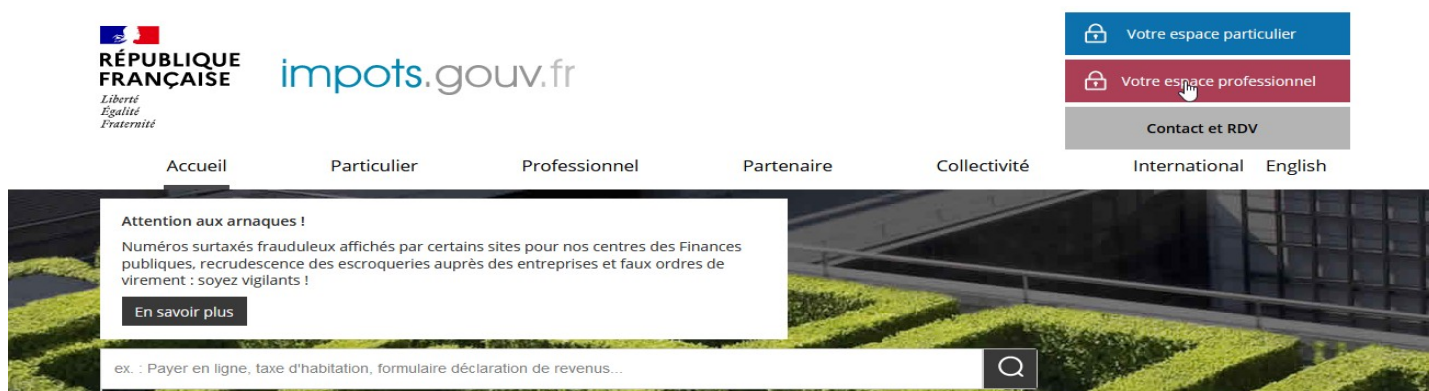 RÉPUBLIQUE
FRANÇAISE
Liberté
Égalité
Fraternité
impots.gouv.fr
Votre espace particulier
Votre espace professionnel
Contact et RDV
Accueil Particulier Professionnel Partenaire Collectivité International English
Attention aux arnaques !
Numéros surtaxés frauduleux affichés par certains sites pour nos centres des Finances
publiques, recrudescence des escroqueries auprès des entreprises et faux ordres de
virement : soyez vigilants !
En savoir plus
ex. : Payer en ligne, taxe d'habitation, formulaire déclaration de revenus...